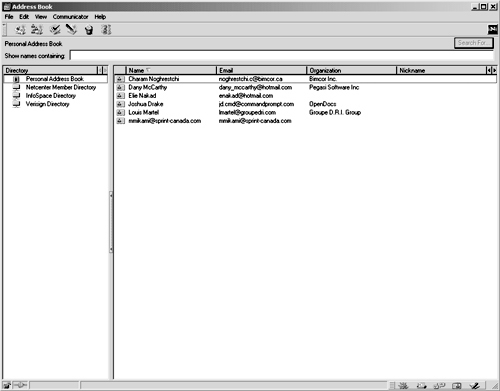 Address Book
File Edit View Communicator Help
Personal Address Book Search For...
Show names containing:
Directory Name Email Organization Nickname
Personal Address Book Charam Noghrestchi noghrestchi.c@bimcor.ca Bimcor Inc.
Netcenter Member Directory Dany McCarthy dany_mccarthy@hotmail.com Pegasi Software Inc
InfoSpace Directory Elie Nakad enakad@hotmail.com
Verisign Directory Joshua Drake jd.cmd@commandprompt.com OpenDocs
Louis Martel lmartel@groupedri.com Groupe D.R.I. Group
mmikami@sprint-canada.com mmikami@sprint-canada.com